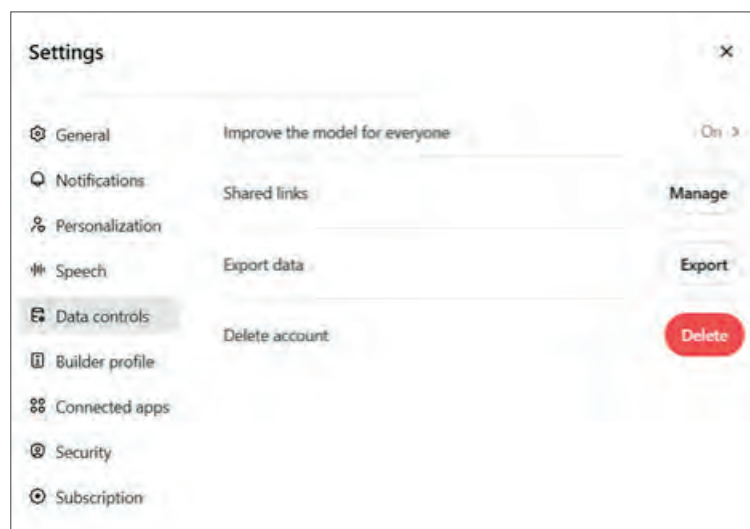 Settings
General
Notifications
Personalization
Speech
Data controls
Builder profile
Connected apps
Security
Subscription
Improve the model for everyone On
Shared links Manage
Export data Export
Delete account Delete